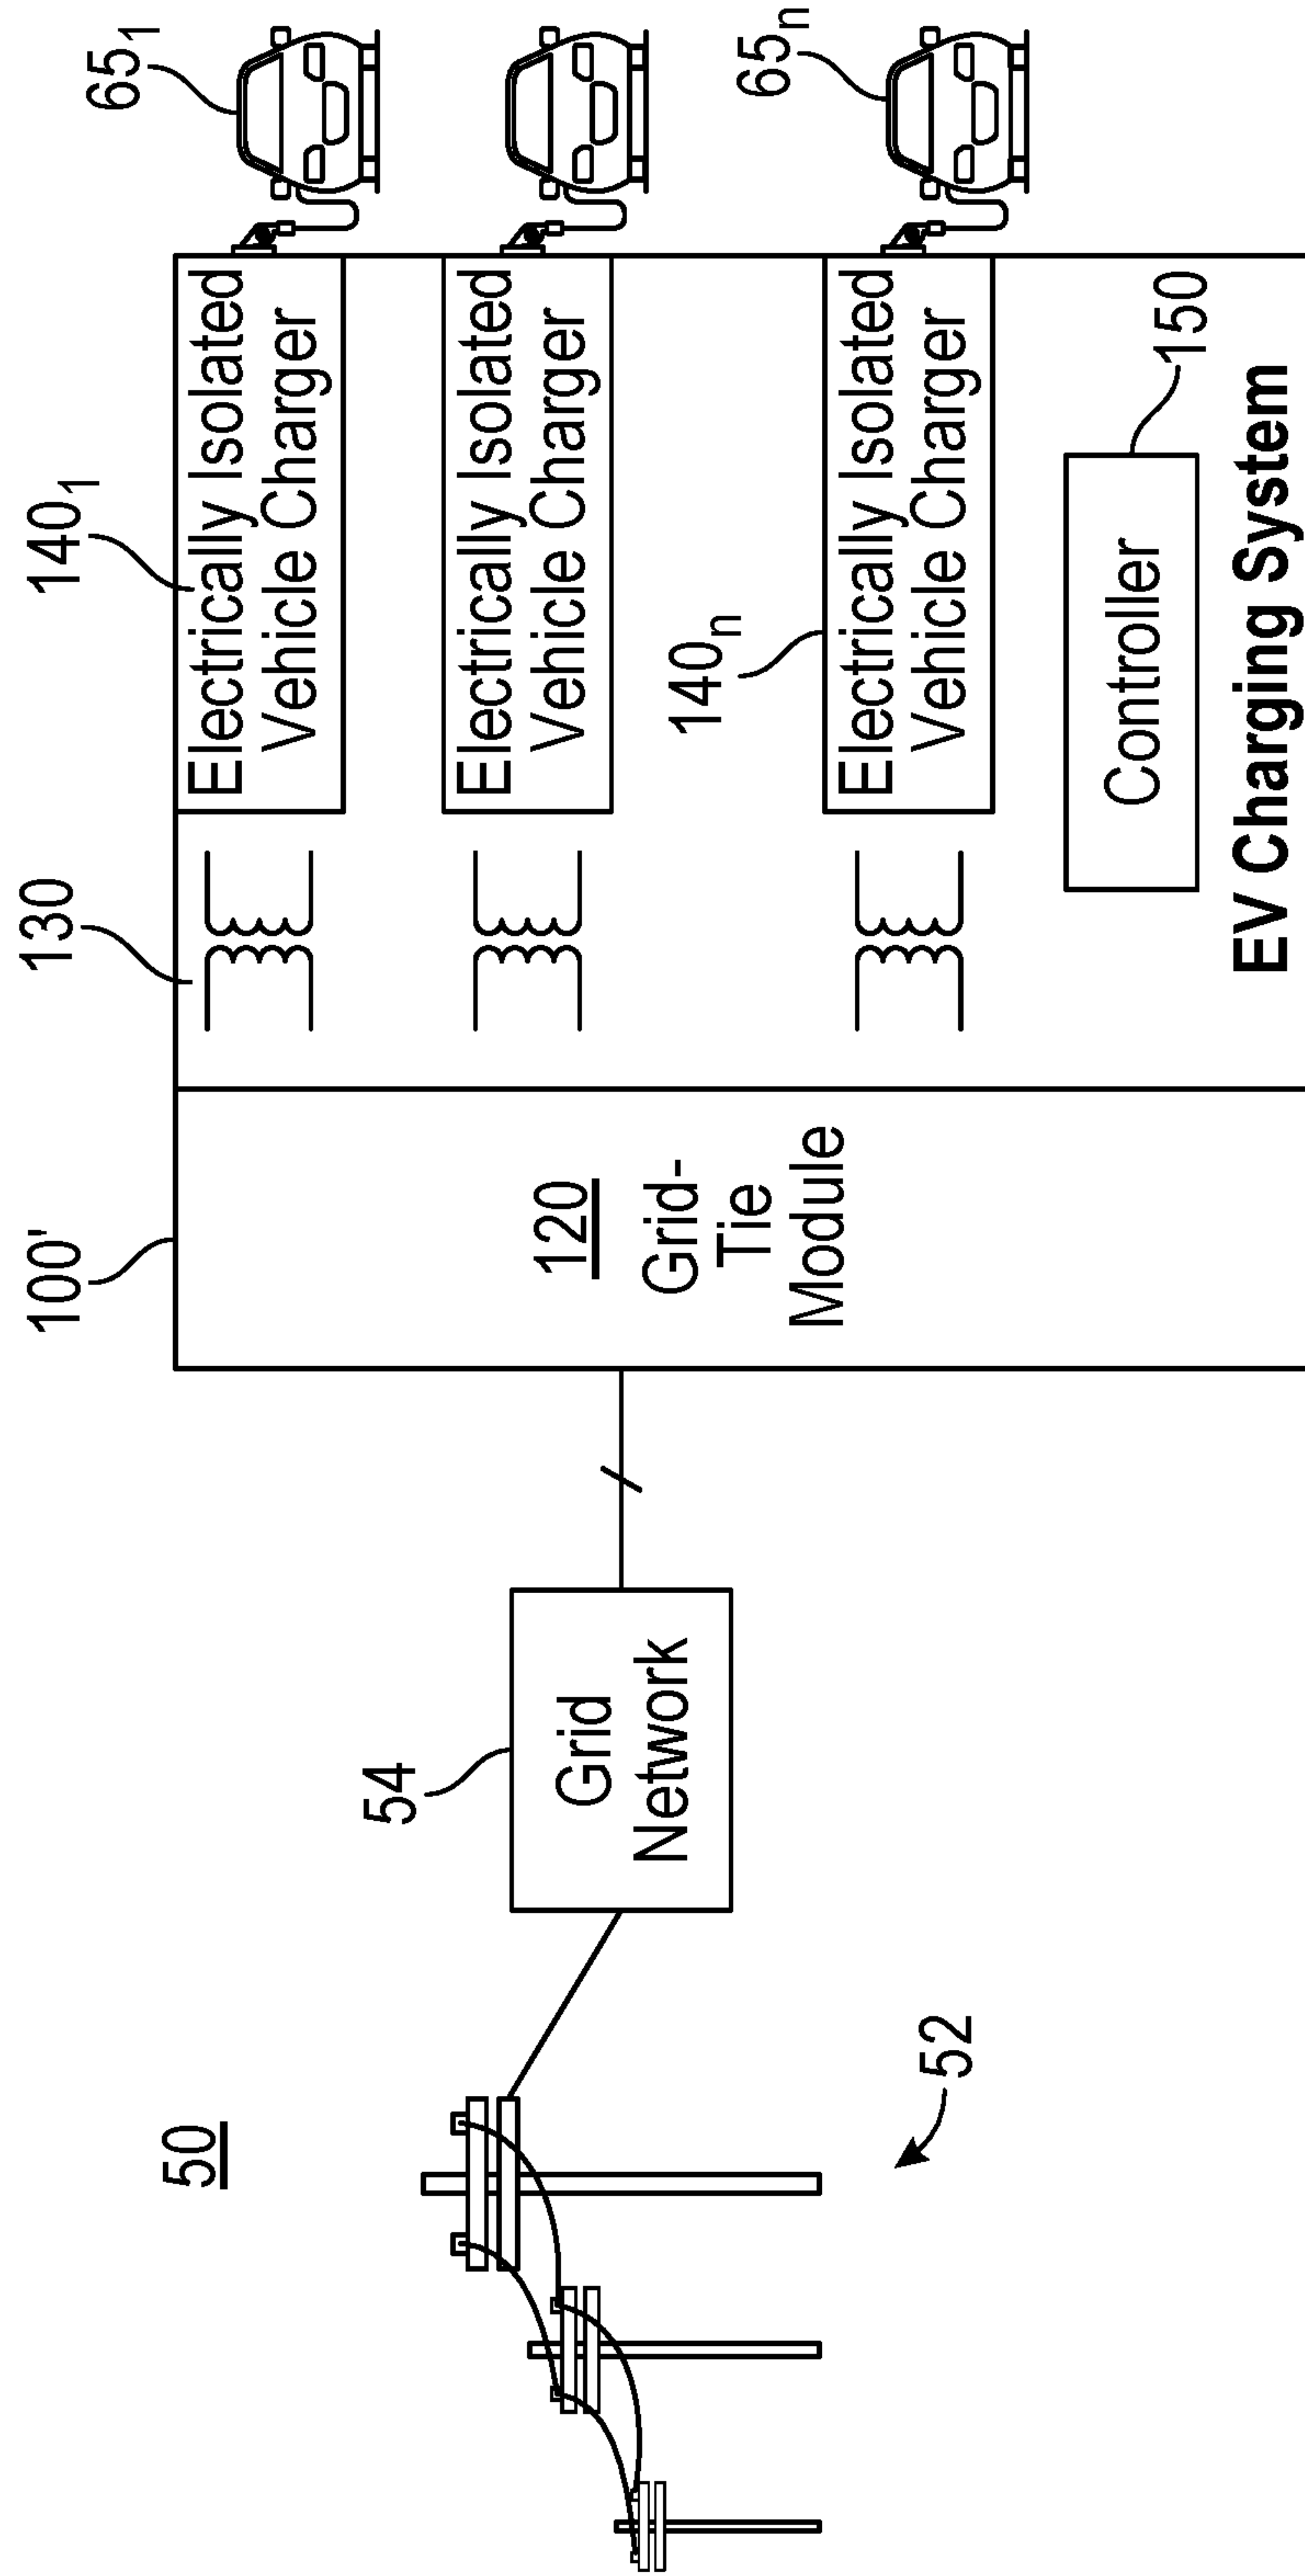 50
52
54
Grid
Network
100'
120
Grid-
Tie
Module
130
140₁
Electrically Isolated
Vehicle Charger
65₁
Electrically Isolated
Vehicle Charger
140ₙ
Electrically Isolated
Vehicle Charger
65ₙ
Controller
150
EV Charging System